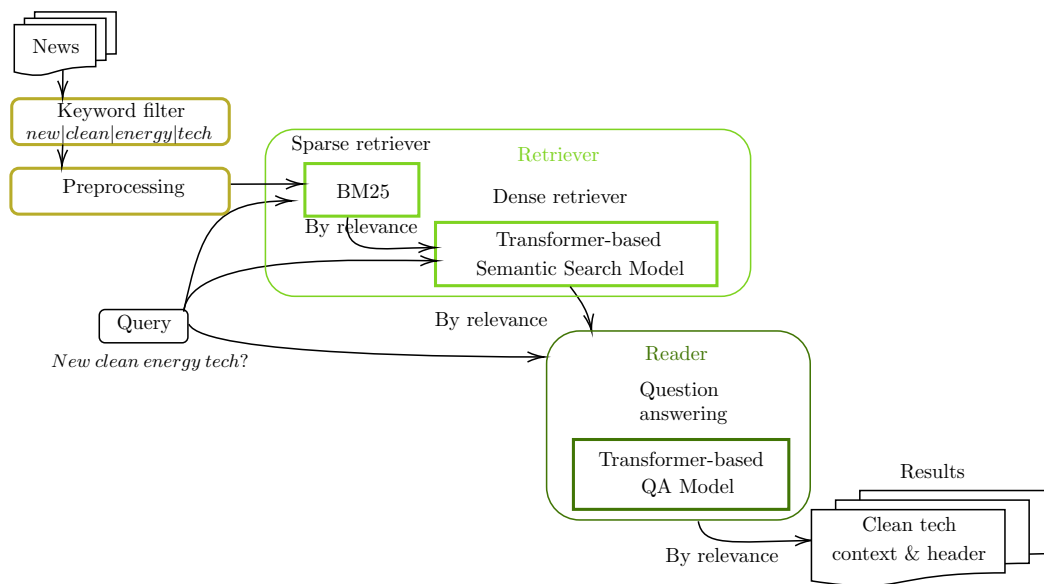 News
Keyword filter
new|clean|energy|tech
Preprocessing
Sparse retriever
Retriever
BM25
Dense retriever
By relevance
Transformer-based
Semantic Search Model
Query
By relevance
New clean energy tech?
Reader
Question
answering
Transformer-based
QA Model
Results
Clean tech
context & header
By relevance